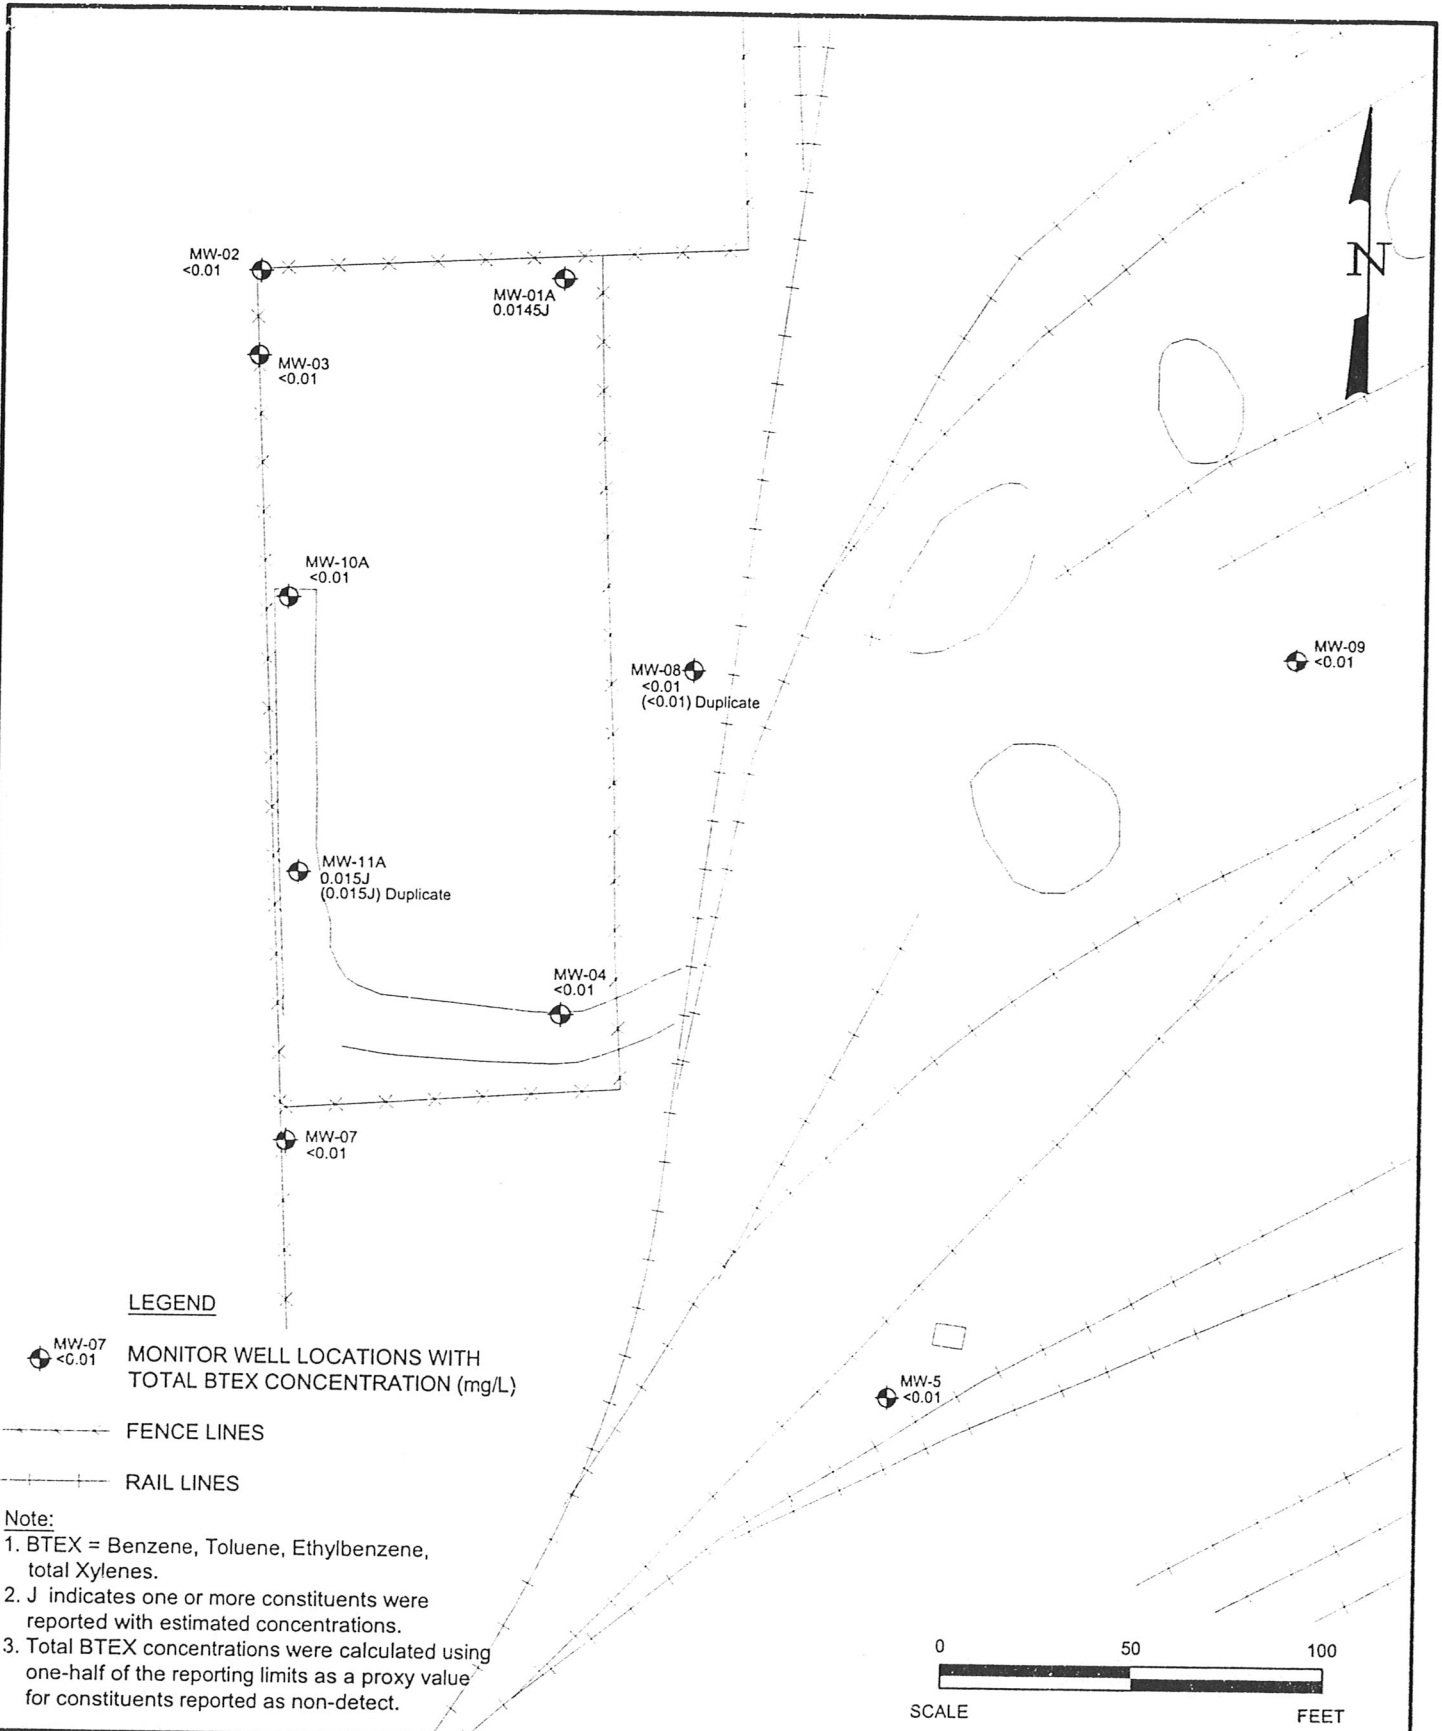 N
MW-02
<0.01
MW-01A
0.0145J
MW-03
<0.01
MW-10A
<0.01
MW-08
<0.01
(<0.01) Duplicate
MW-09
<0.01
MW-11A
0.015J
(0.015J) Duplicate
MW-04
<0.01
MW-07
<0.01
MW-5
<0.01
LEGEND
MW-07
<0.01
MONITOR WELL LOCATIONS WITH
TOTAL BTEX CONCENTRATION (mg/L)
FENCE LINES
RAIL LINES
Note:
1. BTEX = Benzene, Toluene, Ethylbenzene,
total Xylenes.
2. J indicates one or more constituents were
reported with estimated concentrations.
3. Total BTEX concentrations were calculated using
one-half of the reporting limits as a proxy value
for constituents reported as non-detect.
0 50 100
SCALE FEET